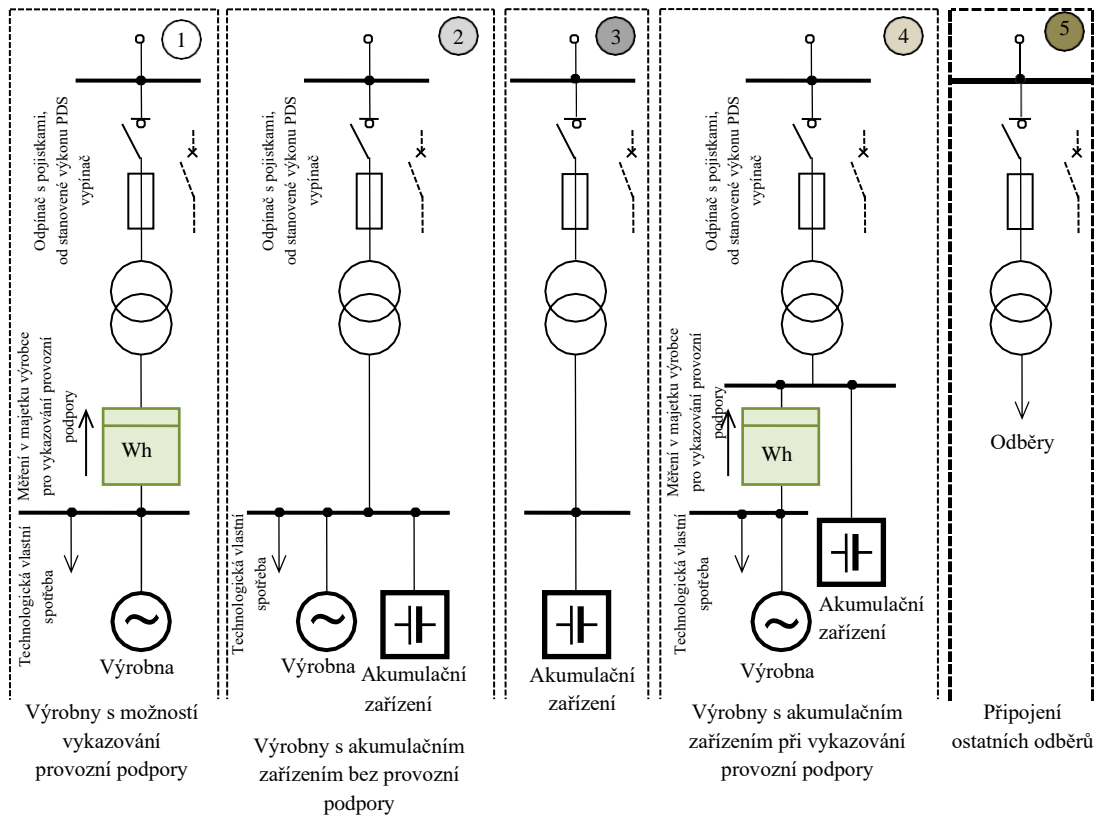 1
Odpínač s pojistkami,
od stanovené výkonu PDS
vypínač
Měření v majetku výrobce
pro vykazování provozní
podpory
Wh
Technologická vlastní
spotřeba
Výrobna
Výrobny s možností
vykazování
provozní podpory
2
Odpínač s pojistkami,
od stanovené výkonu PDS
vypínač
Technologická vlastní
spotřeba
Výrobna
Akumulační
zařízení
Výrobny s akumulačním
zařízením bez provozní
podpory
3
Akumulační
zařízení
4
Odpínač s pojistkami,
od stanovené výkonu PDS
vypínač
Měření v majetku výrobce
pro vykazování provozní
podpory
Wh
Technologická vlastní
spotřeba
Výrobna
Akumulační
zařízení
Výrobny s akumulačním
zařízením při vykazování
provozní podpory
5
Odběry
Připojení
ostatních odběrů